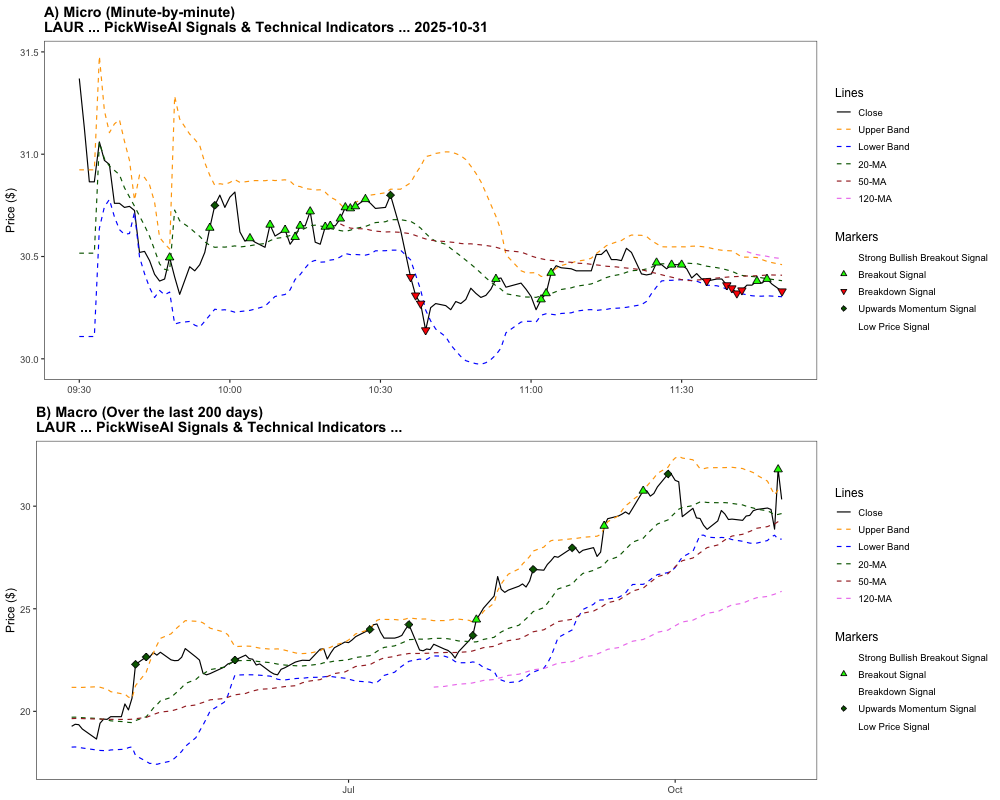 A) Micro (Minute-by-minute)
LAUR ... PickWiseAI Signals & Technical Indicators ... 2025-10-31
31.5
31.0
30.5
30.0
Price ($)
09:30
10:00
10:30
11:00
11:30
Lines
Close
Upper Band
Lower Band
20-MA
50-MA
120-MA
Markers
Strong Bullish Breakout Signal
Breakout Signal
Breakdown Signal
Upwards Momentum Signal
Low Price Signal
B) Macro (Over the last 200 days)
LAUR ... PickWiseAI Signals & Technical Indicators ...
30
25
20
Price ($)
Jul
Oct
Lines
Close
Upper Band
Lower Band
20-MA
50-MA
120-MA
Markers
Strong Bullish Breakout Signal
Breakout Signal
Breakdown Signal
Upwards Momentum Signal
Low Price Signal